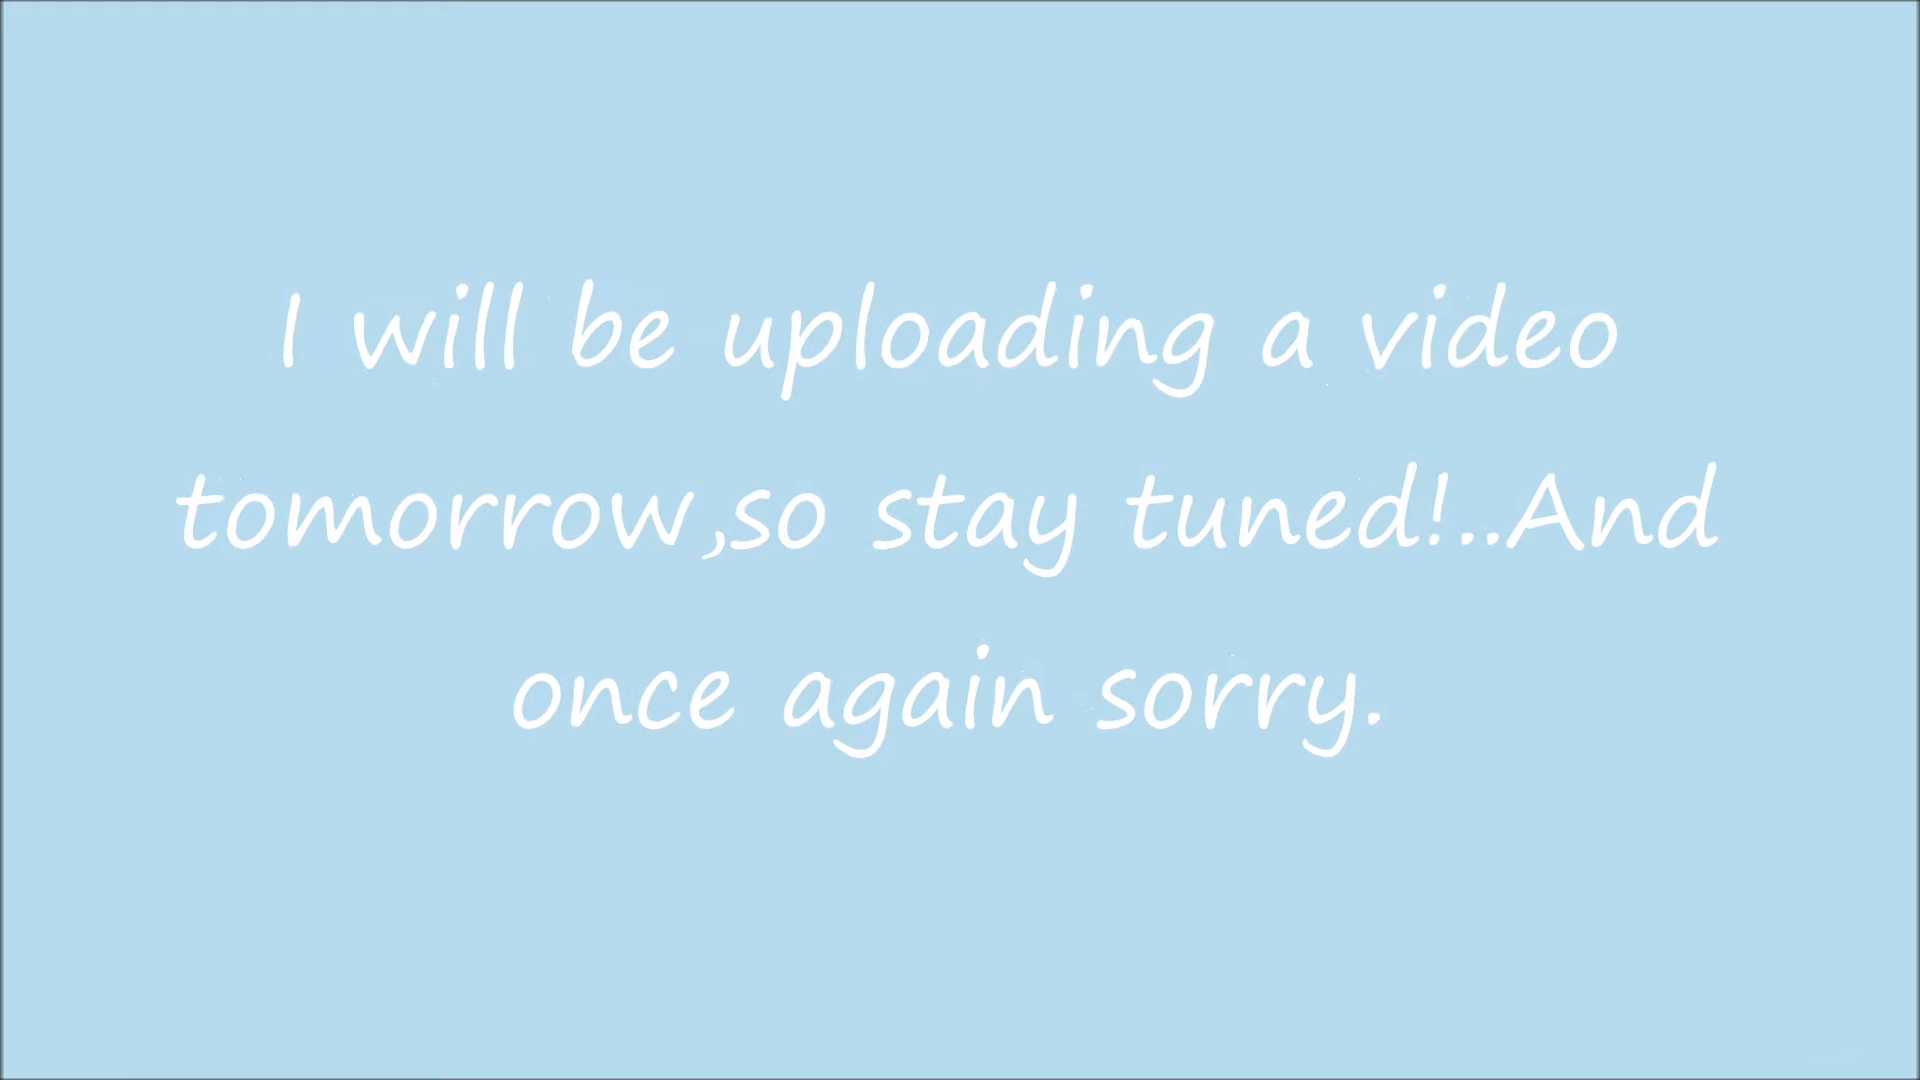 I will be uploading a video
tomorrow,so stay tuned!..And
once again sorry.